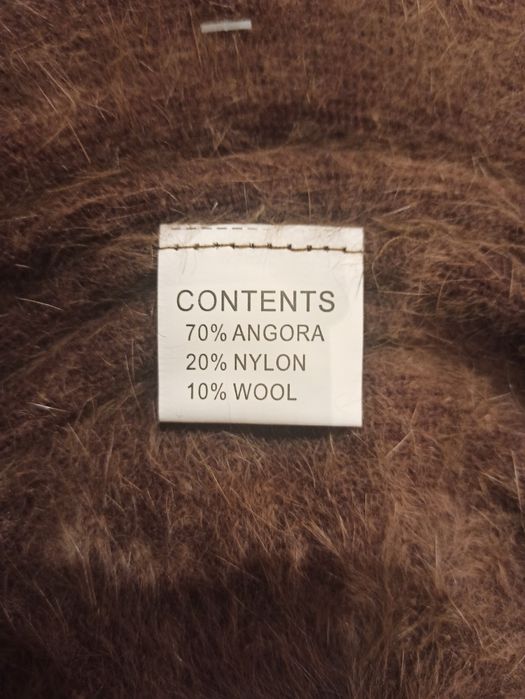 CONTENTS
70% ANGORA
20% NYLON
10% WOOL